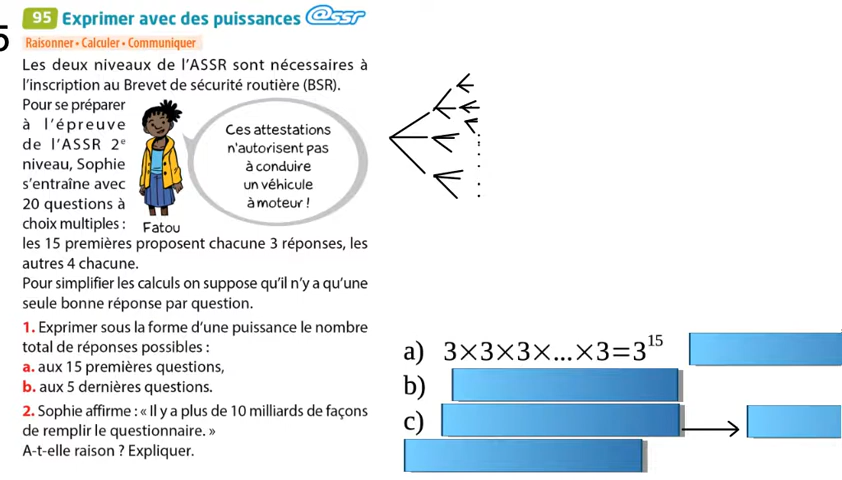 5
95 Exprimer avec des puissances @ssr
Raisonner • Calculer • Communiquer
Les deux niveaux de l'ASSR sont nécessaires à
l'inscription au Brevet de sécurité routière (BSR).
Pour se préparer
à l'épreuve
de l'ASSR 2e
niveau, Sophie
s'entraîne avec
20 questions à
choix multiples :
Ces attestations
n'autorisent pas
à conduire
un véhicule
à moteur !
Fatou
les 15 premières proposent chacune 3 réponses, les
autres 4 chacune.
Pour simplifier les calculs on suppose qu'il n'y a qu'une
seule bonne réponse par question.
1. Exprimer sous la forme d'une puissance le nombre
total de réponses possibles :
a. aux 15 premières questions,
b. aux 5 dernières questions.
2. Sophie affirme : « Il y a plus de 10 milliards de façons
de remplir le questionnaire. »
A-t-elle raison ? Expliquer.
a) 3×3×3×...×3=3^15
b)
c)